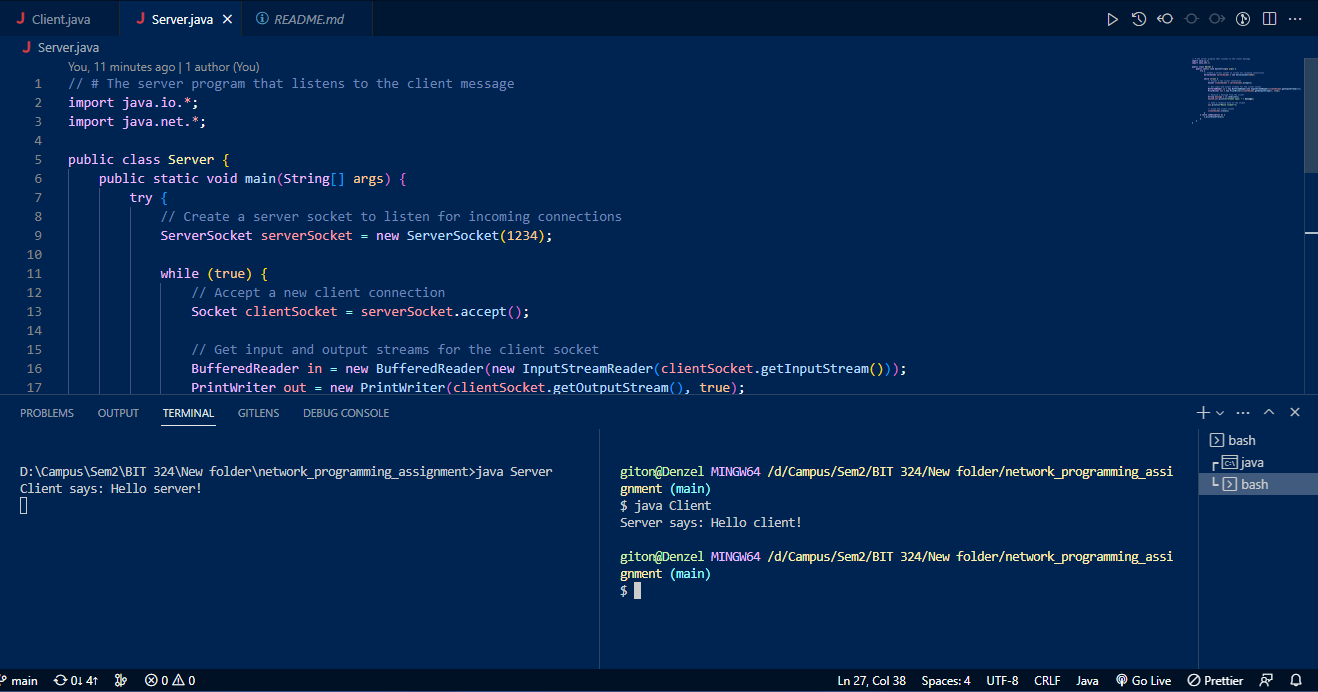 Client.java
Server.java
README.md
Server.java
You, 11 minutes ago | 1 author (You)
1 // # The server program that listens to the client message
2 import java.io.*;
3 import java.net.*;
4
5 public class Server {
6 public static void main(String[] args) {
7 try {
8 // Create a server socket to listen for incoming connections
9 ServerSocket serverSocket = new ServerSocket(1234);
10
11 while (true) {
12 // Accept a new client connection
13 Socket clientSocket = serverSocket.accept();
14
15 // Get input and output streams for the client socket
16 BufferedReader in = new BufferedReader(new InputStreamReader(clientSocket.getInputStream()));
17 PrintWriter out = new PrintWriter(clientSocket.getOutputStream(), true);
PROBLEMS OUTPUT TERMINAL GITLENS DEBUG CONSOLE
D:\Campus\Sem2\BIT 324\New folder\network_programming_assignment>java Server
Client says: Hello server!
giton@Denzel MINGW64 /d/Campus/Sem2/BIT 324/New folder/network_programming_assi
gnment (main)
$ java Client
Server says: Hello client!
giton@Denzel MINGW64 /d/Campus/Sem2/BIT 324/New folder/network_programming_assi
gnment (main)
$
bash
java
bash
main 0↓ 4↑ 0 0 Ln 27, Col 38 Spaces: 4 UTF-8 CRLF Java Go Live Prettier